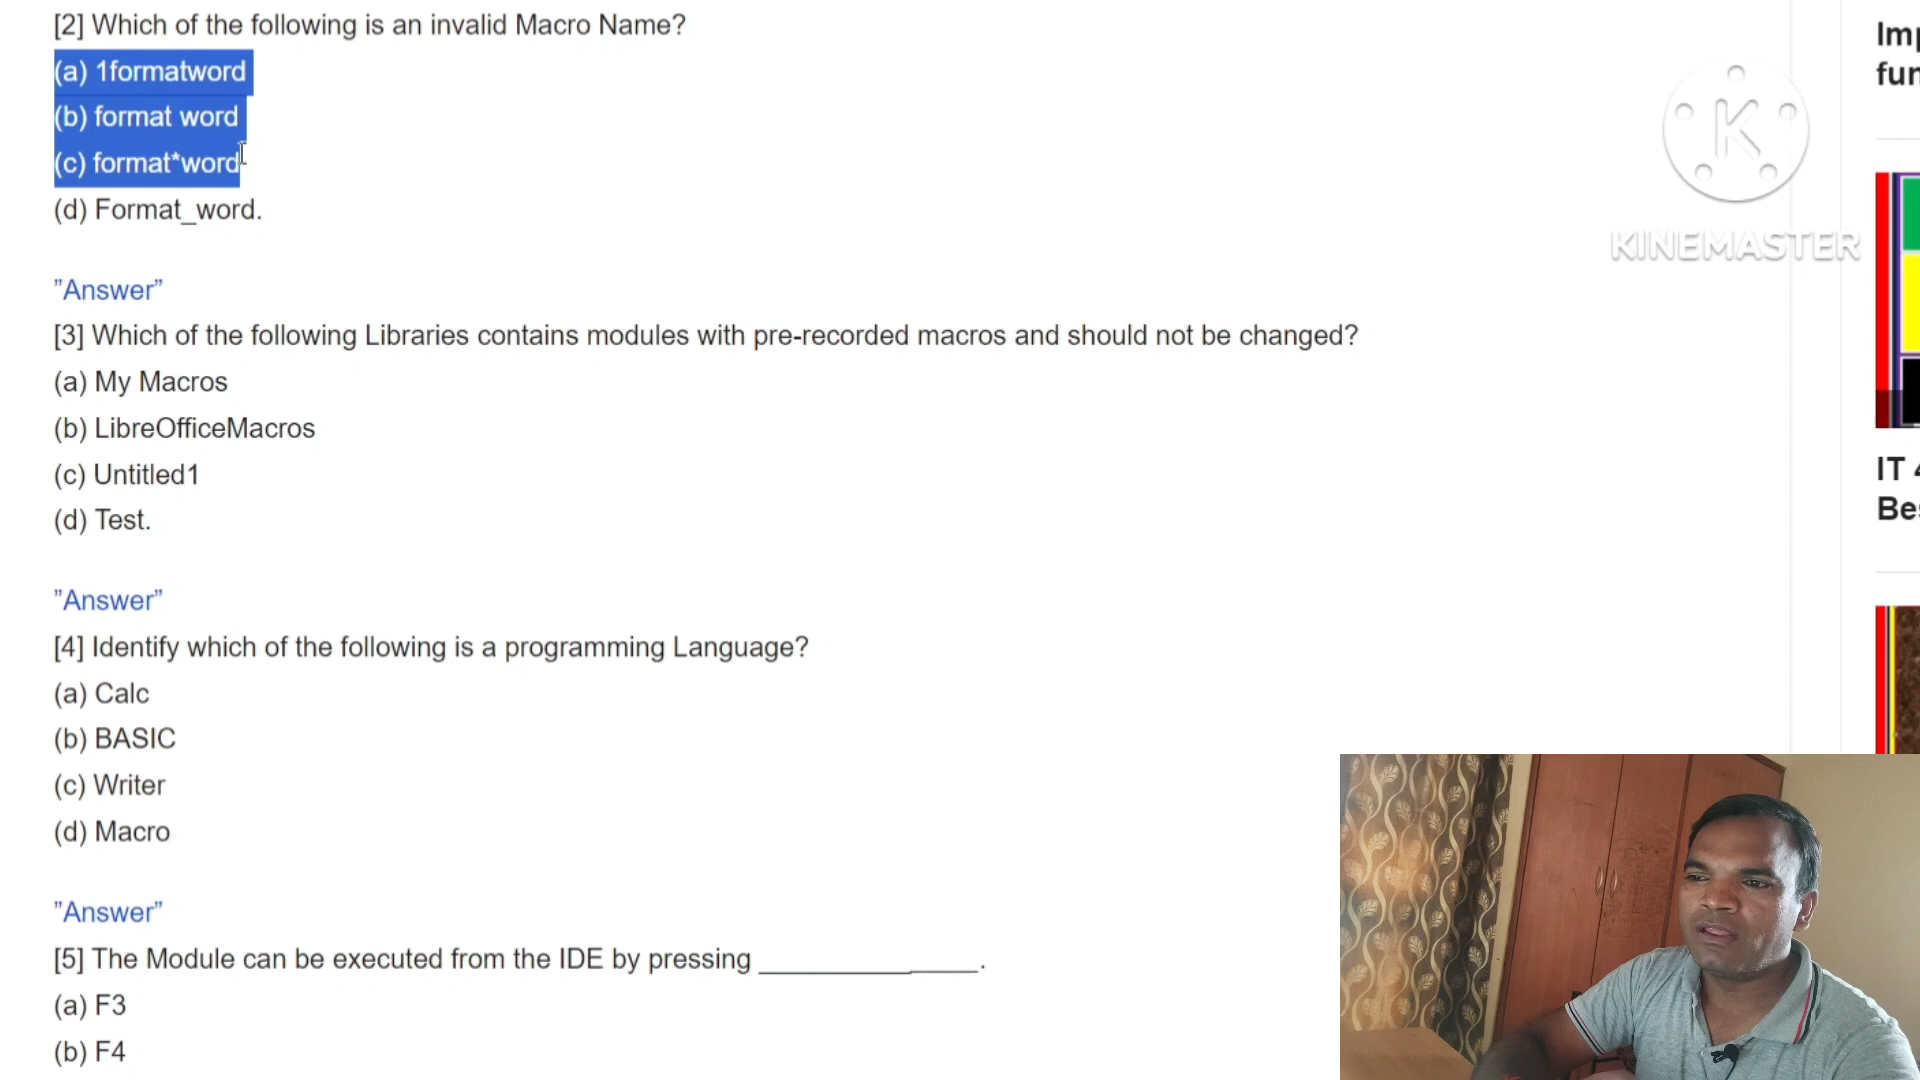 [2] Which of the following is an invalid Macro Name?
(a) 1formatword
(b) format word
(c) format*word
(d) Format_word.
”Answer”
[3] Which of the following Libraries contains modules with pre-recorded macros and should not be changed?
(a) My Macros
(b) LibreOfficeMacros
(c) Untitled1
(d) Test.
”Answer”
[4] Identify which of the following is a programming Language?
(a) Calc
(b) BASIC
(c) Writer
(d) Macro
”Answer”
[5] The Module can be executed from the IDE by pressing ______________.
(a) F3
(b) F4
K
KINEMASTER
IT